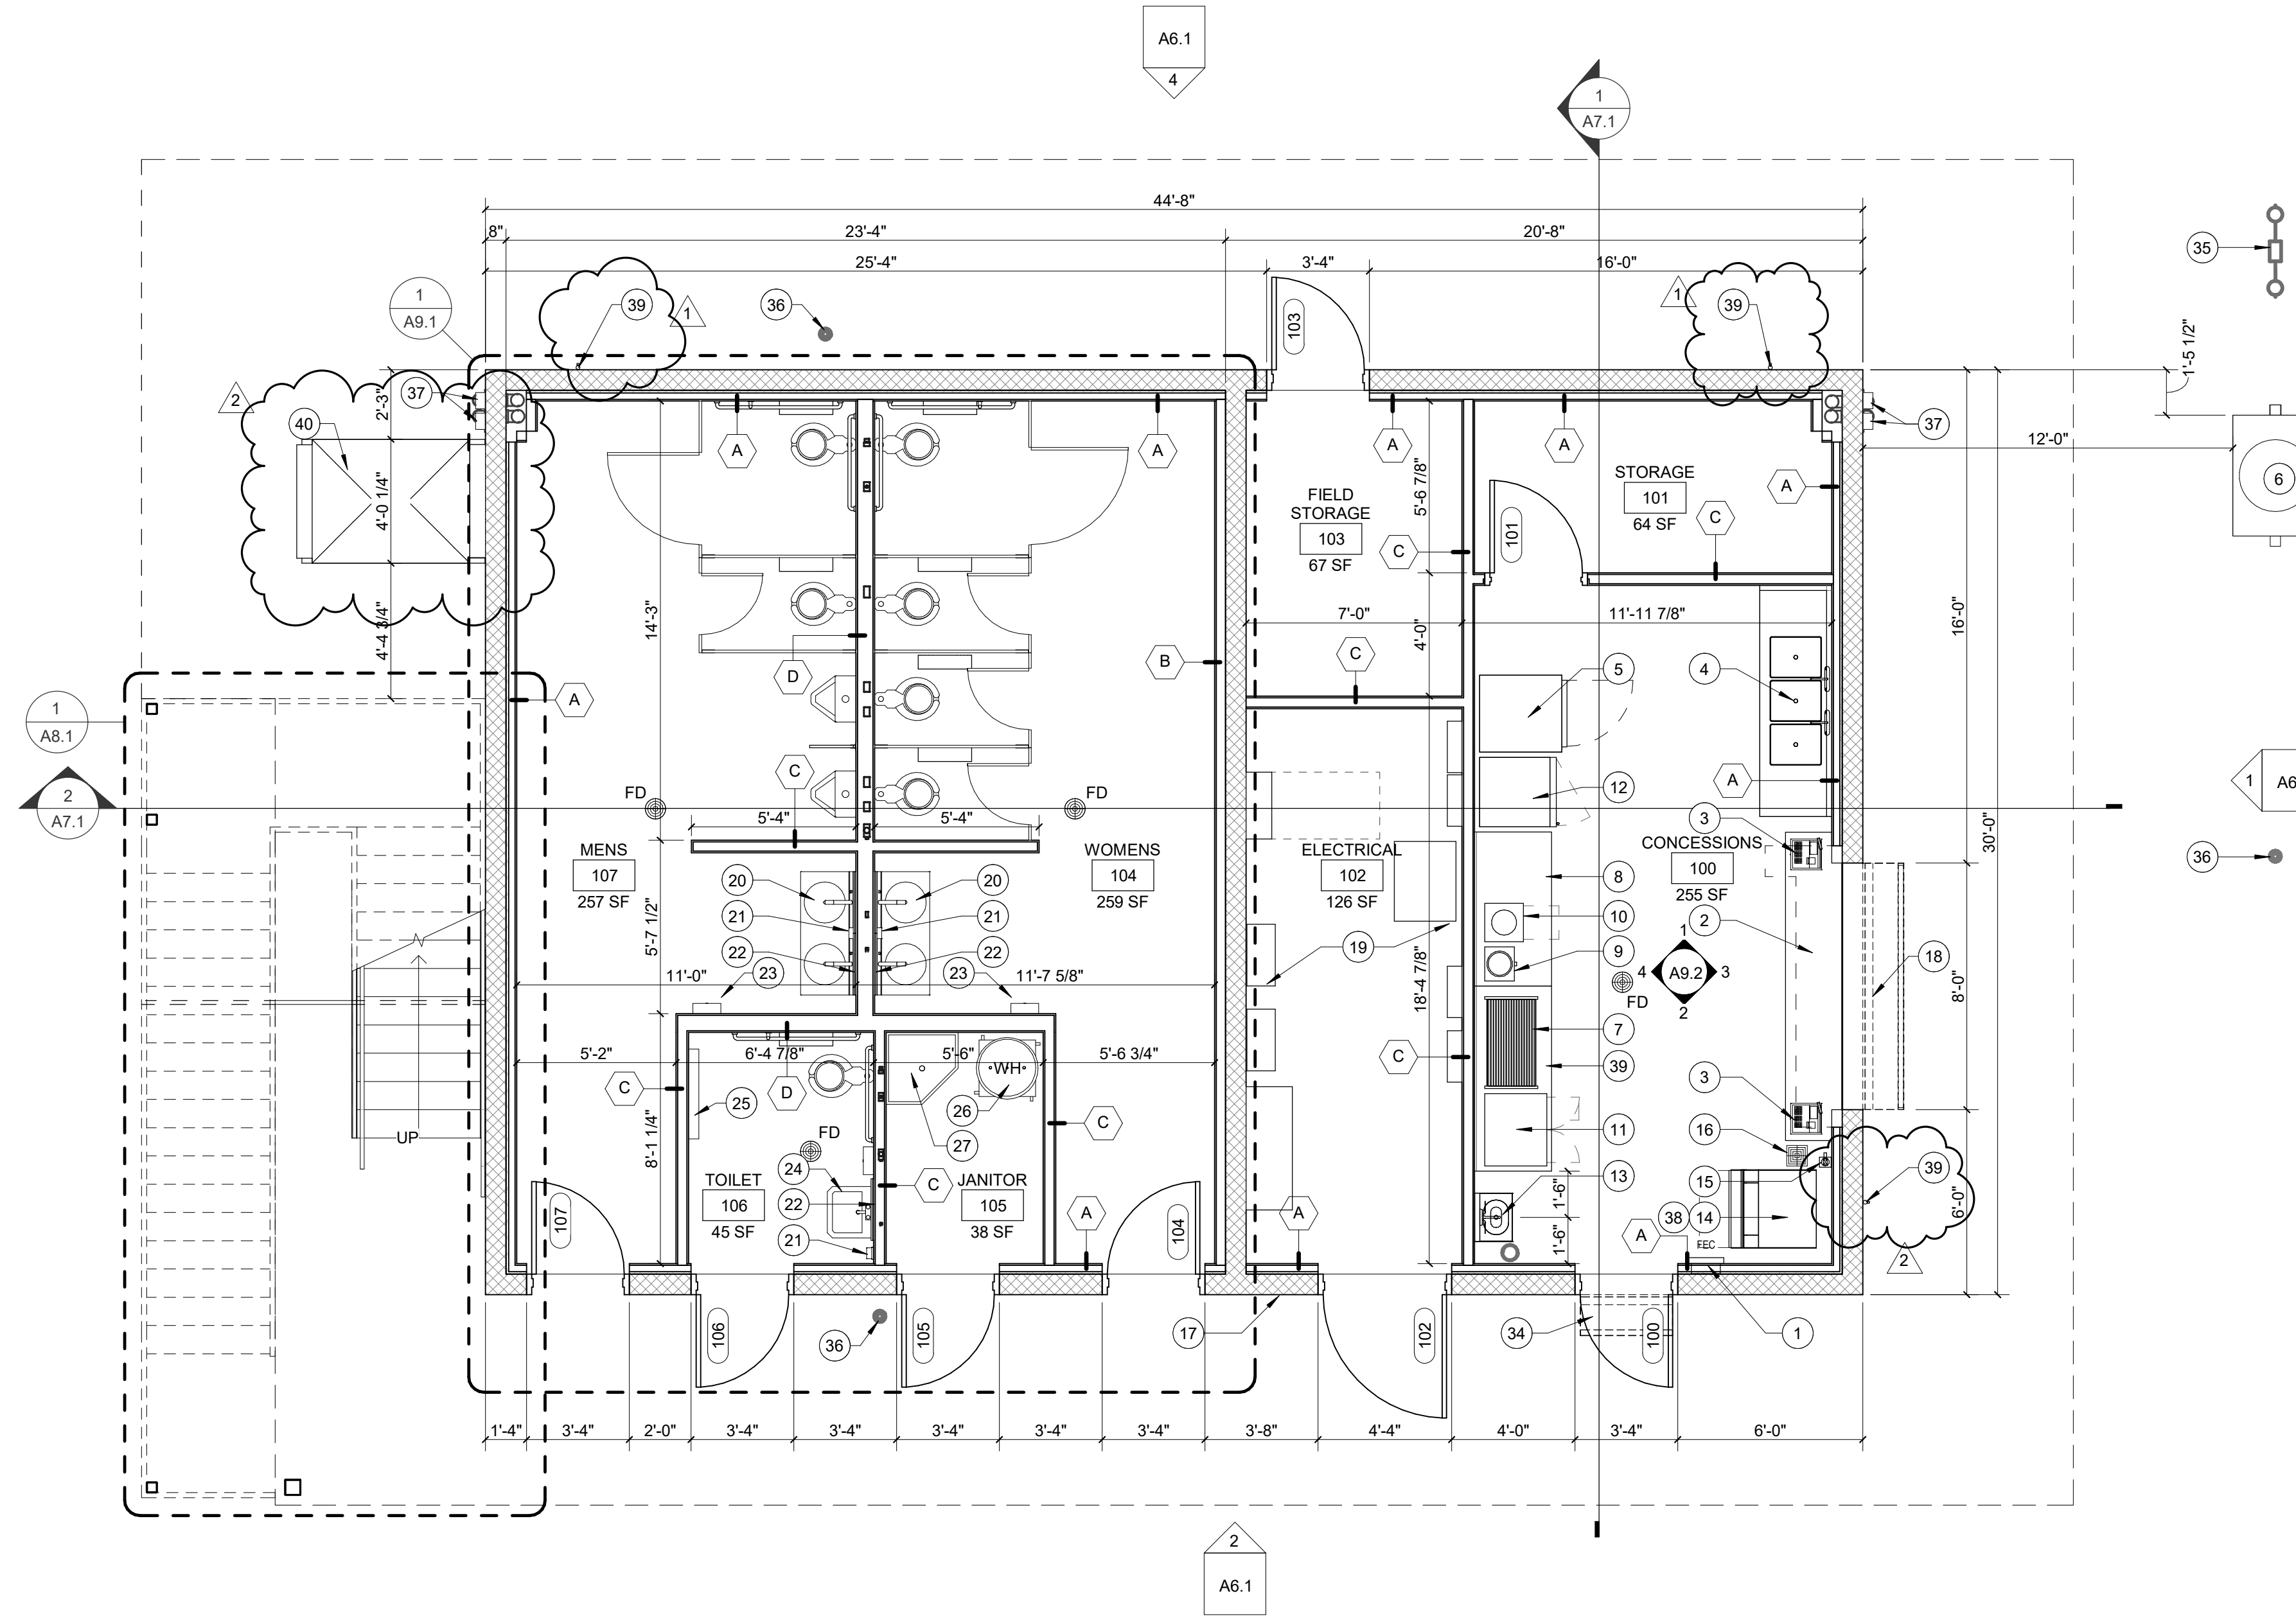 A6.1
4
1
A7.1
44'-8"
8"
23'-4"
20'-8"
25'-4"
3'-4"
16'-0"
35
1
A9.1
39
1
36
103
1
39
1'-5 1/2"
2
37
2'-3"
40
37
12'-0"
A
A
A
A
STORAGE
101
64 SF
A
6
4'-0 1/4"
5'-6 7/8"
FIELD
STORAGE
103
67 SF
C
101
C
14'-3"
4'-4 3/4"
7'-0"
4'-0"
11'-11 7/8"
16'-0"
D
B
C
5
4
1
A8.1
A
C
A
12
1
A6
2
A7.1
FD
FD
5'-4"
5'-4"
3
30'-0"
MENS
107
257 SF
WOMENS
104
259 SF
ELECTRICAL
102
126 SF
CONCESSIONS
100
255 SF
36
20
20
8
21
21
10
2
5'-7 1/2"
22
22
19
9
1
4
A9.2
3
2
18
23
23
11'-0"
11'-7 5/8"
18'-4 7/8"
FD
8'-0"
7
5'-2"
6'-4 7/8"
5'-6"
5'-6 3/4"
WH
C
39
C
D
25
26
3
UP
FD
27
C
11
16
8'-1 1/4"
24
TOILET
106
45 SF
22
C
JANITOR
105
38 SF
13
1'-6"
15
39
107
21
A
104
A
1'-6"
38
14
FEC
A
6'-0"
2
106
36
105
17
102
34
100
1
1'-4"
3'-4"
2'-0"
3'-4"
3'-4"
3'-4"
3'-4"
3'-4"
3'-8"
4'-4"
4'-0"
3'-4"
6'-0"
2
A6.1